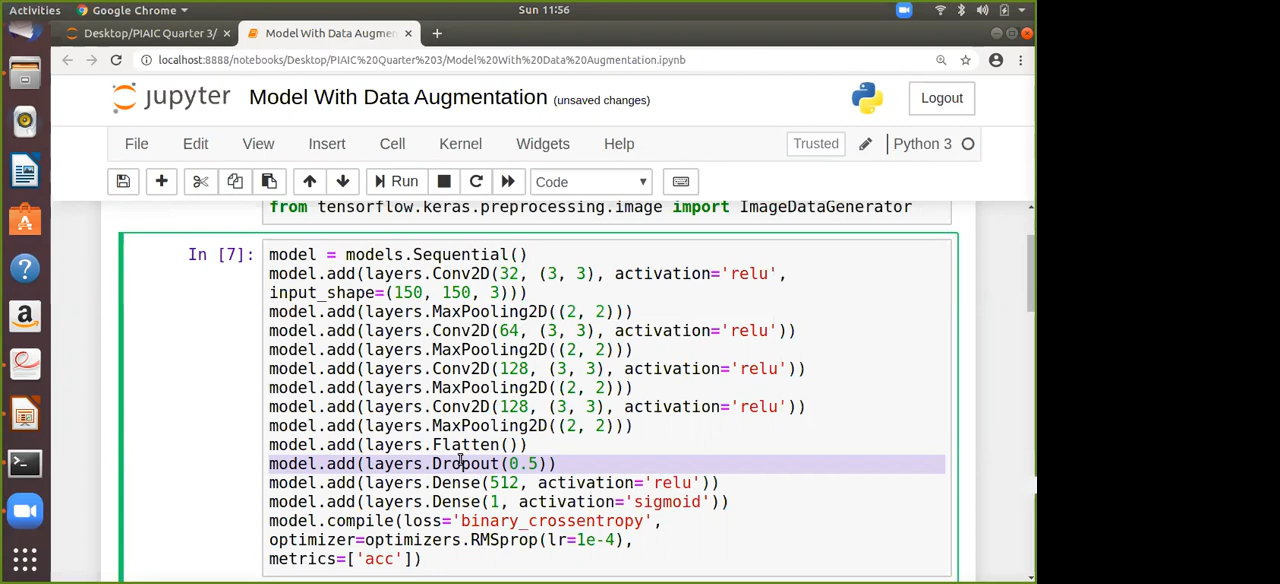 Activities Google Chrome Sun 11:56
Desktop/PIAIC Quarter 3/ Model With Data Augmen
localhost:8888/notebooks/Desktop/PIAIC%20Quarter%203/Model%20With%20Data%20Augmentation.ipynb
jupyter Model With Data Augmentation (unsaved changes) Logout
File Edit View Insert Cell Kernel Widgets Help Trusted Python 3
Run Code
from tensorflow.keras.preprocessing.image import ImageDataGenerator
In [7]: model = models.Sequential()
model.add(layers.Conv2D(32, (3, 3), activation='relu',
input_shape=(150, 150, 3)))
model.add(layers.MaxPooling2D((2, 2)))
model.add(layers.Conv2D(64, (3, 3), activation='relu'))
model.add(layers.MaxPooling2D((2, 2)))
model.add(layers.Conv2D(128, (3, 3), activation='relu'))
model.add(layers.MaxPooling2D((2, 2)))
model.add(layers.Conv2D(128, (3, 3), activation='relu'))
model.add(layers.MaxPooling2D((2, 2)))
model.add(layers.Flatten())
model.add(layers.Dropout(0.5))
model.add(layers.Dense(512, activation='relu'))
model.add(layers.Dense(1, activation='sigmoid'))
model.compile(loss='binary_crossentropy',
optimizer=optimizers.RMSprop(lr=1e-4),
metrics=['acc'])